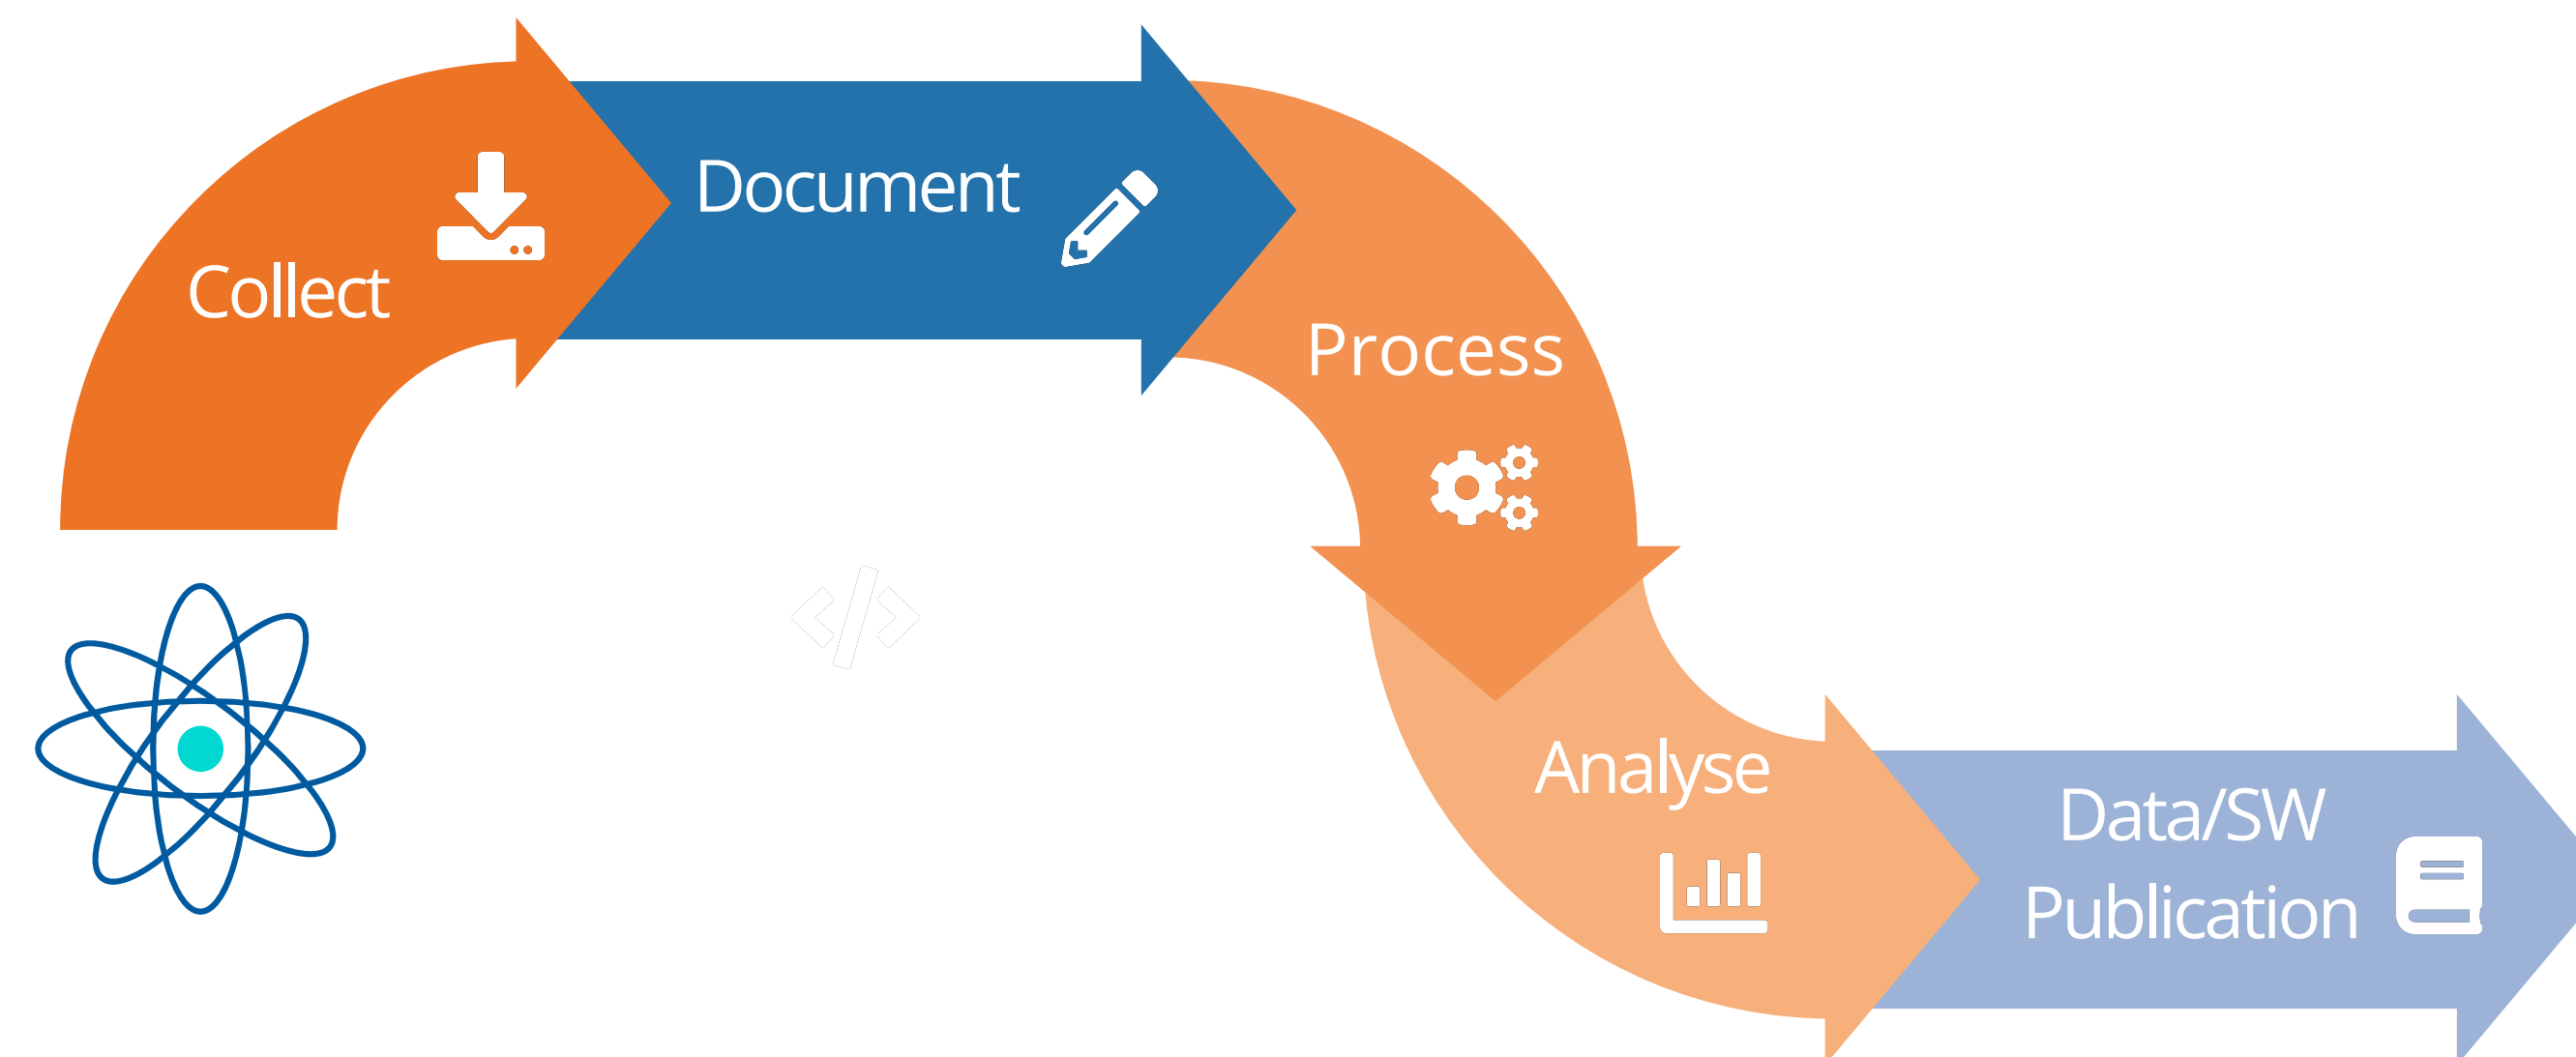 Collect
Document
Process
Analyse
Data/SW
Publication